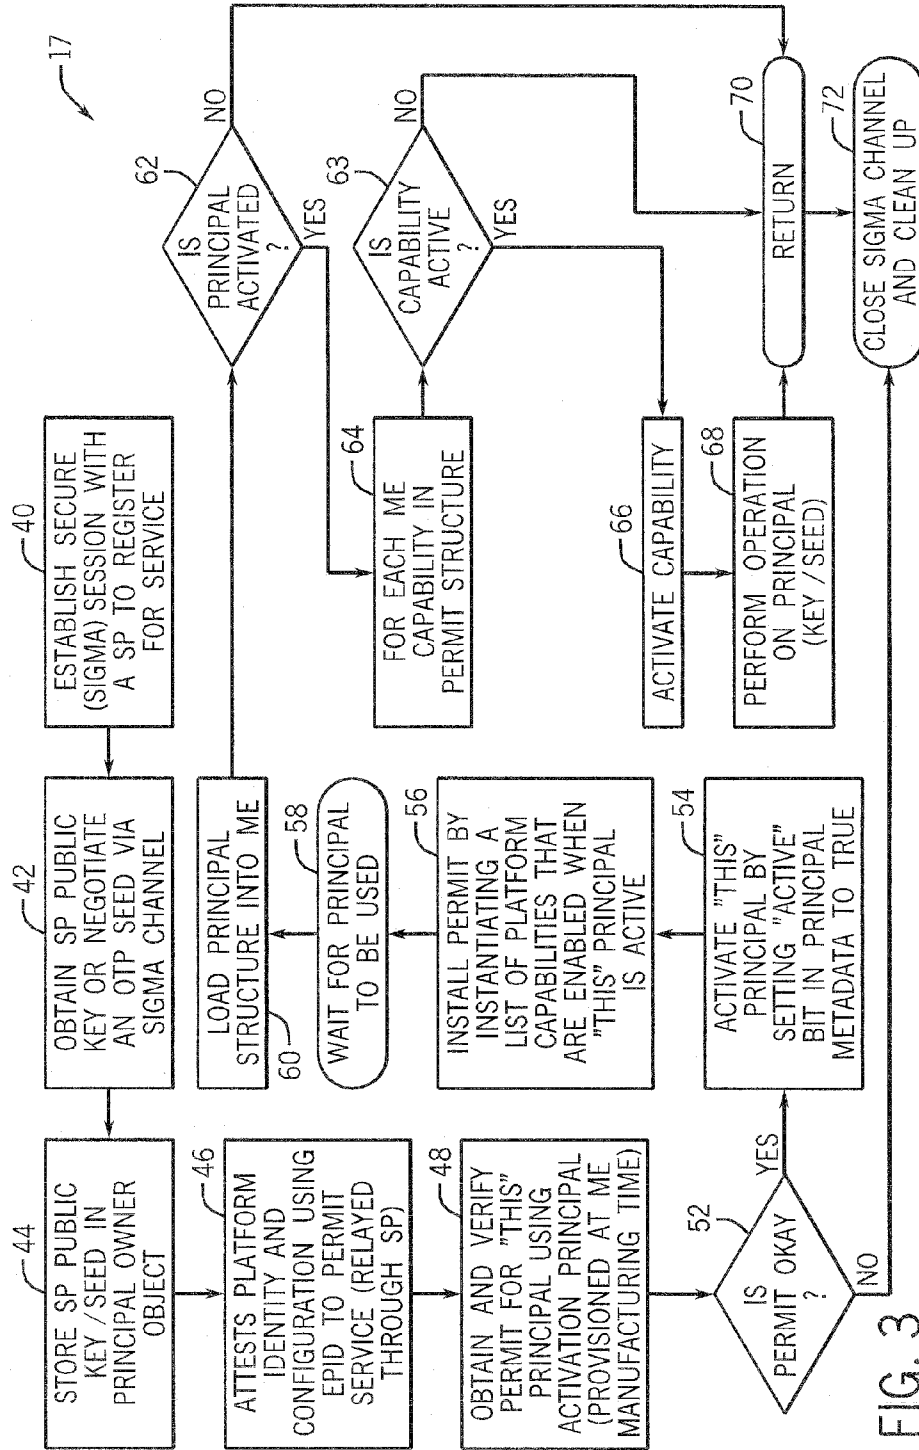 17
40
ESTABLISH SECURE
(SIGMA) SESSION WITH
A SP TO REGISTER
FOR SERVICE
42
OBTAIN SP PUBLIC
KEY OR NEGOTIATE
AN OTP SEED VIA
SIGMA CHANNEL
44
STORE SP PUBLIC
KEY/SEED IN
PRINCIPAL OWNER
OBJECT
46
ATTESTS PLATFORM
IDENTITY AND
CONFIGURATION USING
EPID TO PERMIT
SERVICE (RELAYED
THROUGH SP)
48
OBTAIN AND VERIFY
PERMIT FOR "THIS"
PRINCIPAL USING
ACTIVATION PRINCIPAL
(PROVISIONED AT ME
MANUFACTURING TIME)
52
IS
PERMIT OKAY
?
YES
NO
54
ACTIVATE "THIS"
PRINCIPAL BY
SETTING "ACTIVE"
BIT IN PRINCIPAL
METADATA TO TRUE
56
INSTALL PERMIT BY
INSTANTIATING A
LIST OF PLATFORM
CAPABILITIES THAT
ARE ENABLED WHEN
"THIS" PRINCIPAL
IS ACTIVE
58
WAIT FOR PRINCIPAL
TO BE USED
60
LOAD PRINCIPAL
STRUCTURE INTO ME
62
IS
PRINCIPAL
ACTIVATED
?
NO
YES
64
FOR EACH ME
CAPABILITY IN
PERMIT STRUCTURE
63
IS
CAPABILITY
ACTIVE
?
NO
YES
66
ACTIVATE CAPABILITY
68
PERFORM OPERATION
ON PRINCIPAL
(KEY/SEED)
70
RETURN
72
CLOSE SIGMA CHANNEL
AND CLEAN UP
FIG. 3